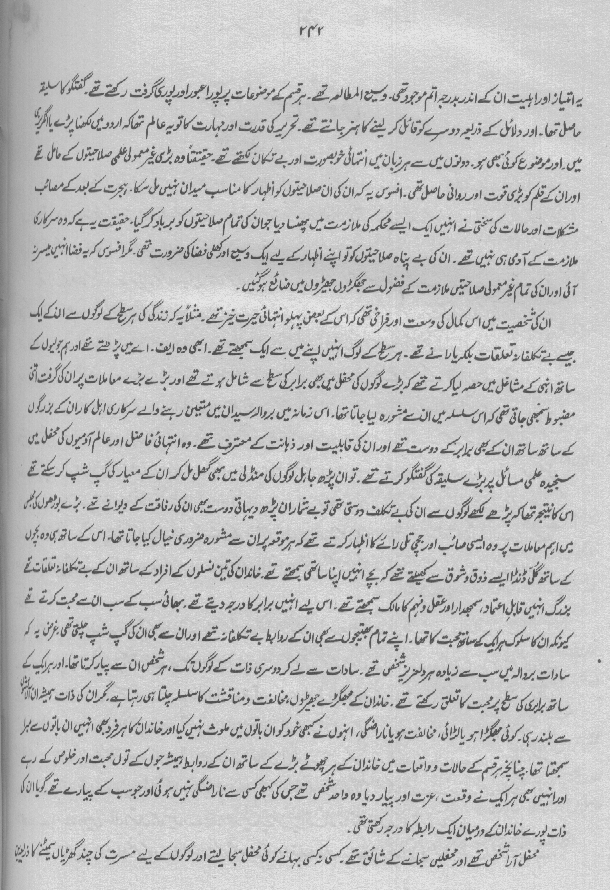 ۲۴۲
یہ امتیاز اور اہلیت ان کے اندر بدرجہ اتم موجود تھی۔ وسیع المطالعہ تھے۔ ہر قسم کے موضوعات پر پورا عبور اور پوری گرفت رکھتے تھے۔ گفتگو کا سلیقہ
حاصل تھا۔ اور دلائل کے ذریعہ دوسرے کو قائل کر لینے کا ہنر جانتے تھے۔ تحریر کی قدرت اور مہارت کا تو یہ عالم تھا کہ اردو میں لکھنا پڑے یا انگریزی
میں۔ اور موضوع کوئی بھی ہو۔ دونوں میں سے ہر زبان میں انتہائی خوبصورت اور بے تکان لکھتے تھے۔ حقیقتاً وہ بڑی غیر معمولی علمی صلاحیتوں کے حامل تھے
اور ان کے قلم کو بڑی قوت اور روانی حاصل تھی۔ افسوس یہ کہ ان کی ان صلاحیتوں کو اظہار کا مناسب میدان نہیں مل سکا۔ ہجرت کے بعد کے مصائب
مشکلات اور حالات کی سختی نے انہیں ایک ایسے محکمہ کی ملازمت میں پھنسا دیا جو ان کی تمام صلاحیتوں کو برباد کر گیا۔ حقیقت یہ ہے کہ وہ سرکاری
ملازمت کے آدمی ہی نہیں تھے۔ ان کی بے پناہ صلاحیتوں کو تو اپنے اظہار کے لیے ایک وسیع اور کھلی فضا کی ضرورت تھی۔ مگر افسوس کہ یہ فضا انہیں میسر نہ
آئی اور ان کی تمام غیر معمولی صلاحیتیں ملازمت کے فضول سے جھگڑوں جھیڑوں میں ضائع ہو گئیں۔
ان کی شخصیت میں اس کمال کی وسعت اور فراخی تھی کہ اس کے بعض پہلو انتہائی حیرت خیز تھے۔ مثلاً یہ کہ زندگی کی ہر سطح کے لوگوں سے ان کے ایک
جیسے بے تکلفانہ تعلقات بلکہ یارانے تھے۔ ہر سطح کے لوگ انہیں اپنے میں سے ایک سمجھتے تھے۔ ابھی وہ ایف۔ اے میں پڑھتے تھے اور ہم جولیوں کے
ساتھ انہی کے مشاغل میں حصہ لیا کرتے تھے کہ بڑے لوگوں کی محفل میں بھی برابر کی سطح سے شامل ہوتے تھے اور بڑے بڑے معاملات پر ان کی گرفت اتنی
مضبوط سمجھی جاتی تھی کہ اس سلسلہ میں ان سے مشورہ لیا جاتا تھا۔ اس زمانہ میں بروالہ سیدان میں متعین رہنے والے سرکاری اہل کار ان کے بزرگوں
کے ساتھ ساتھ ان کے بھی برابر کے دوست تھے اور ان کی قابلیت اور ذہانت کے معترف تھے۔ وہ انتہائی فاضل اور عالم آدمیوں کی محفل میں
سنجیدہ علمی مسائل پر بڑے سلیقہ کی گفتگو کرتے تھے۔ تو ان پڑھ جاہل لوگوں کی منڈلی میں بھی گھل مل کر ان کے معیار کی گپ شپ کر سکتے تھے
اس کا نتیجہ تھا کہ پڑھے لکھے لوگوں سے ان کی بے تکلف دوستی تھی تو بے شمار ان پڑھ دیہاتی دوست بھی ان کی رفاقت کے دیوانے تھے۔ بڑے بوڑھوں کی محفل
میں اہم معاملات پر وہ ایسی صائب اور جچی تلی رائے کا اظہار کرتے تھے کہ ہر موقعہ پر ان سے مشورہ ضروری خیال کیا جاتا تھا۔ اس کے ساتھ ہی وہ بچوں
کے ساتھ گلی ڈنڈا ایسے ذوق و شوق سے کھیلتے تھے کہ بچے انہیں اپنا ساتھی سمجھتے تھے۔ خاندان کی تین نسلوں کے افراد کے ساتھ ان کے بے تکلفانہ تعلقات تھے
بزرگ انہیں قابل اعتماد، سمجھدار اور عقل و فہم کا مالک سمجھتے تھے۔ اس لیے انہیں برابر کا درجہ دیتے تھے۔ بھائی سب کے سب ان سے محبت کرتے تھے
کیونکہ ان کا سلوک ہر ایک کے ساتھ محبت کا تھا۔ اپنے تمام بھتیجوں سے بھی ان کے روابط بے تکلفانہ تھے اور ان سے بھی ان کی گپ شپ چلتی تھی۔ غرض یہ کہ
سادات بروالہ میں سب سے زیادہ ہر دلعزیز شخص تھے۔ سادات سے لے کر دوسری ذات کے لوگوں تک، ہر شخص ان سے پیار کرتا تھا۔ اور ہر ایک کے
ساتھ برابری کی سطح پر محبت کا تعلق رکھتے تھے۔ خاندان کے جھگڑے جھیڑوں، مخالفت و مناقشت کا سلسلہ چلتا ہی رہتا ہے۔ مگر ان کی ذات ہمیشہ ان
سے بلند رہی۔ کوئی جھگڑا ہو یا لڑائی، مخالفت ہو یا ناراضگی، انہوں نے کبھی خود کو ان باتوں میں ملوث نہیں کیا اور خاندان کا ہر فرد بھی انہیں ان باتوں سے مبرا
سمجھتا تھا۔ چنانچہ ہر قسم کے حالات و واقعات میں خاندان کے ہر چھوٹے بڑے کے ساتھ ان کے روابط ہمیشہ جوں کے توں محبت اور خلوص کے رہے
اور انہیں بھی ہر ایک نے وقعت، عزت اور پیار دیا وہ واحد شخص تھے جن کی کبھی کسی سے ناراضگی نہیں ہوئی اور جو سب کے پیارے تھے گویا ان کی
ذات پورے خاندان کے درمیان ایک رابطہ کا درجہ رکھتی تھی۔
محفل آرا شخص تھے اور محفلیں سجانے کے شائق تھے۔ کسی نہ کسی بہانے کوئی محفل سجا لیتے اور لوگوں کے لیے مسرت کی چند گھڑیاں سمیٹنے کا